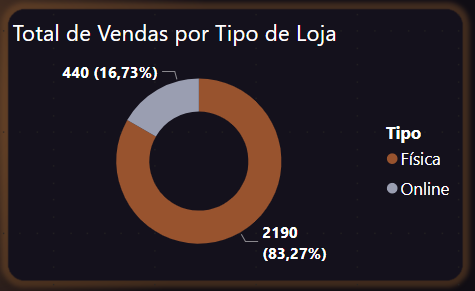 Total de Vendas por Tipo de Loja
440 (16,73%)
Tipo
Física
Online
2190
(83,27%)